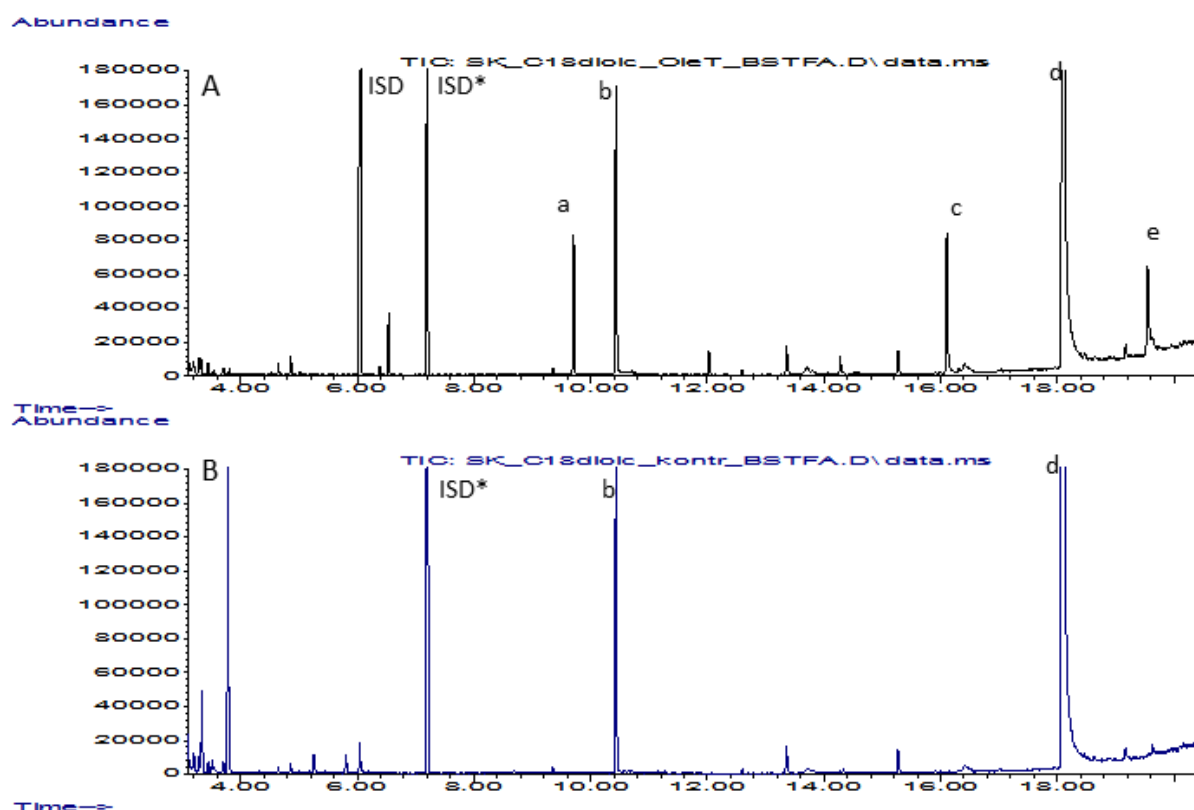 Abundance
TIC: SK_C18dioic_OleT_BSTFA.D\data.ms
180000
A
ISD
ISD*
b
d
160000
140000
120000
100000
a
c
80000
e
60000
40000
20000
0
4.00 6.00 8.00 10.00 12.00 14.00 16.00 18.00
Time-->
Abundance
TIC: SK_C18dioic_kontr_BSTFA.D\data.ms
180000
B
ISD*
b
d
160000
140000
120000
100000
80000
60000
40000
20000
0
4.00 6.00 8.00 10.00 12.00 14.00 16.00 18.00
Time-->